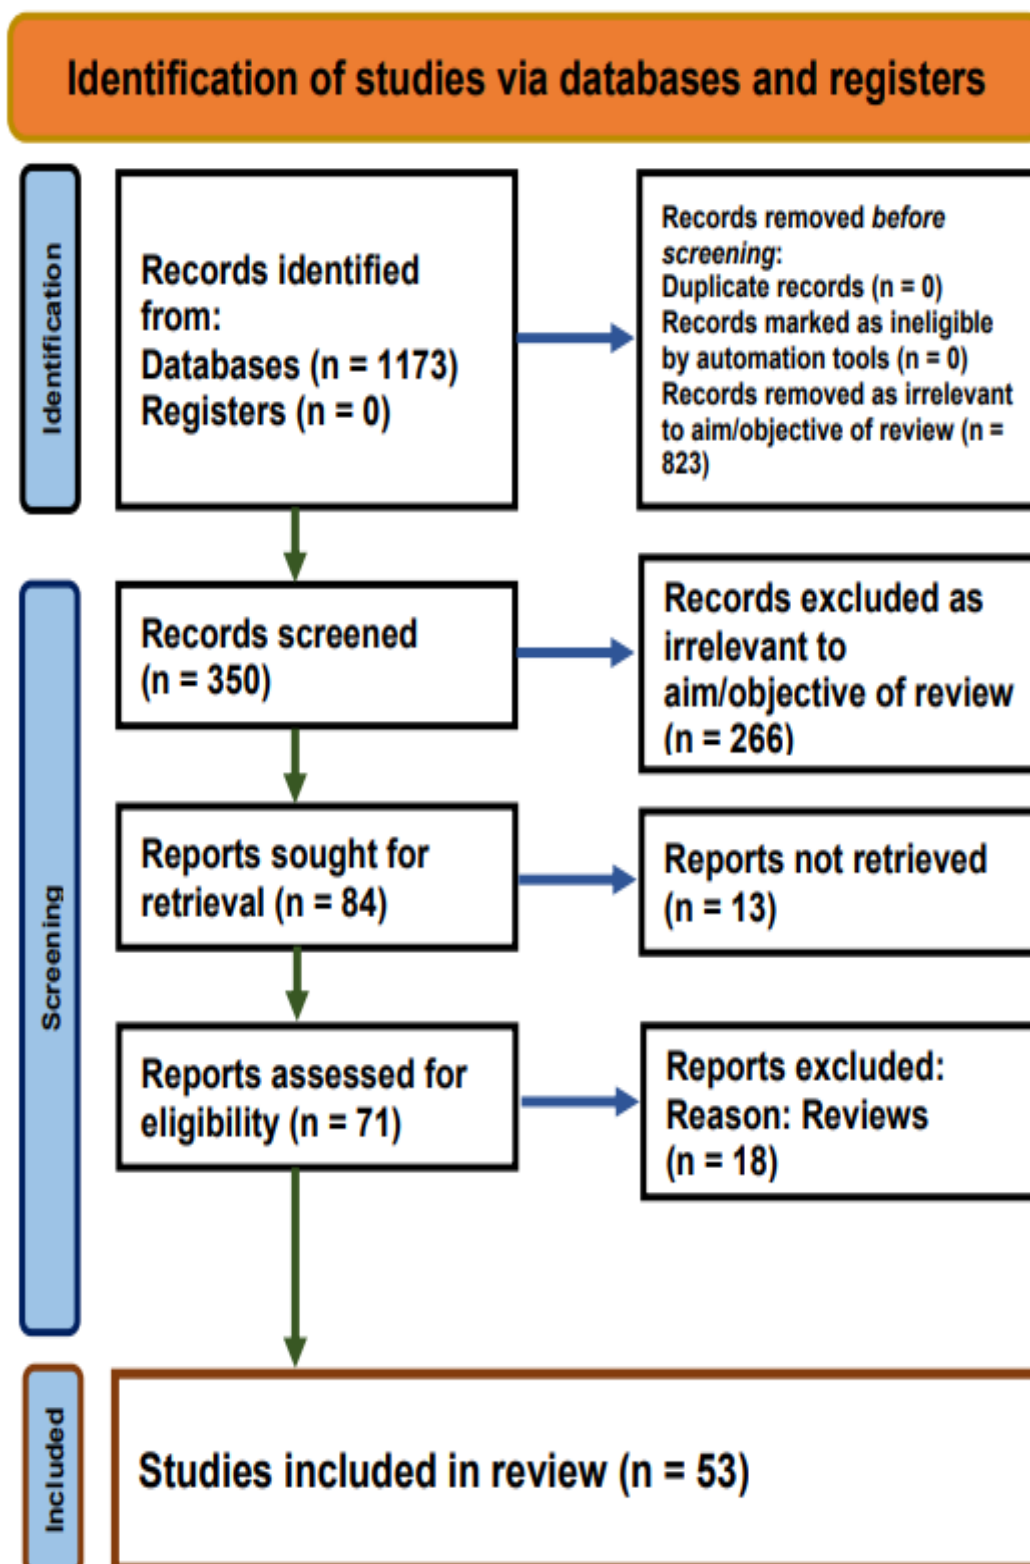 Identification of studies via databases and registers
Identification
Records identified
from:
Databases (n = 1173)
Registers (n = 0)
Records removed before
screening:
Duplicate records (n = 0)
Records marked as ineligible
by automation tools (n = 0)
Records removed as irrelevant
to aim/objective of review (n =
823)
Screening
Records screened
(n = 350)
Records excluded as
irrelevant to
aim/objective of review
(n = 266)
Reports sought for
retrieval (n = 84)
Reports not retrieved
(n = 13)
Reports assessed for
eligibility (n = 71)
Reports excluded:
Reason: Reviews
(n = 18)
Included
Studies included in review (n = 53)